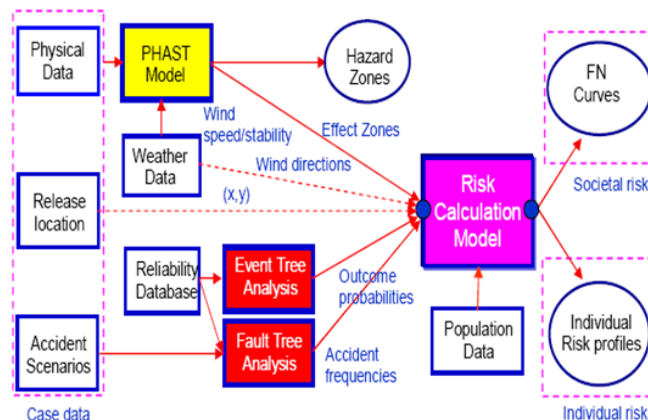 Physical
Data
PHAST
Model
Hazard
Zones
FN
Curves
Wind
speed/stability
Effect Zones
Weather
Data
Wind directions
Release
location
(x,y)
Risk
Calculation
Model
Societal risk
Reliability
Database
Event Tree
Analysis
Outcome
probabilities
Accident
Scenarios
Fault Tree
Analysis
Accident
frequencies
Population
Data
Individual
Risk profiles
Case data
Individual risk